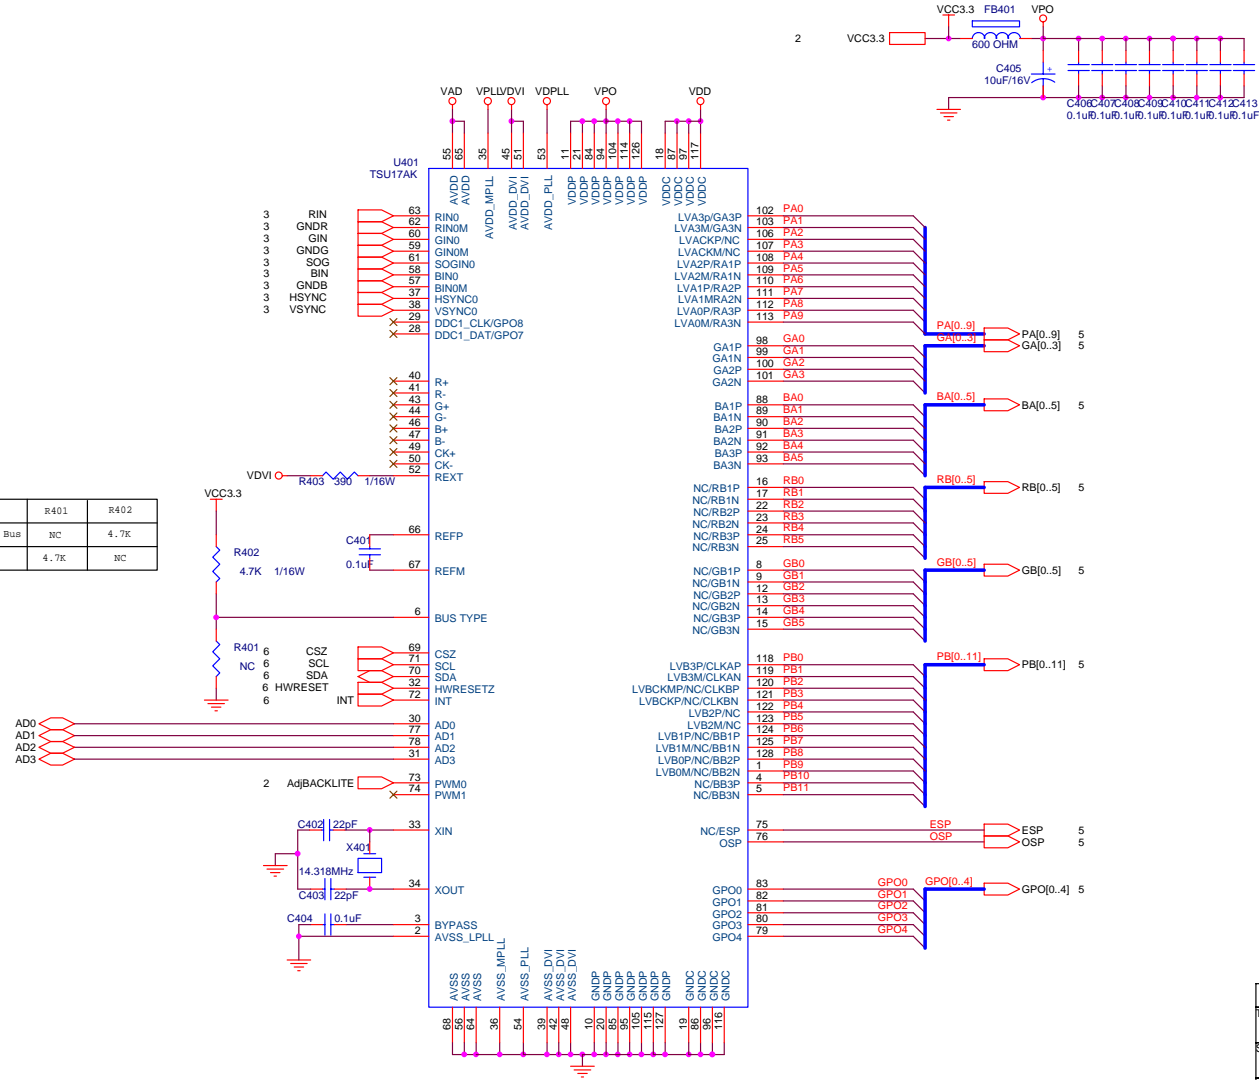 VCC3.3 FB401 VPO
2 VCC3.3
600 OHM
C405
10uF/16V
+
C406 C407 C408 C409 C410 C411 C412 C413
0.1uF 0.1uF 0.1uF 0.1uF 0.1uF 0.1uF 0.1uF 0.1uF
VAD VPLL VDVI VDPLL VPO VDD
55 65 35 45 51 53 11 21 84 94 104 114 126 18 87 97 117
U401
TSU17AK
AVDD AVDD AVDD_MPLL AVDD_DVI AVDD_DVI AVDD_PLL VDDP VDDP VDDP VDDP VDDP VDDP VDDP VDDC VDDC VDDC VDDC
3 RIN 63 RIN0
3 GNDR 62 RIN0M
3 GIN 60 GIN0
3 GNDG 59 GIN0M
3 SOG 61 SOGIN0
3 BIN 58 BIN0
3 GNDB 57 BIN0M
3 HSYNC 37 HSYNC0
3 VSYNC 38 VSYNC0
29 DDC1_CLK/GPO8
28 DDC1_DAT/GPO7
40 R+
41 R-
43 G+
44 G-
46 B+
47 B-
49 CK+
50 CK-
52 REXT
VDVI
R403 390 1/16W
VCC3.3
R401 R402
Bus NC 4.7K
4.7K NC
R402
4.7K 1/16W
66 REFP
C401
0.1uF
67 REFM
6 BUS TYPE
R401
NC
6 CSZ 69 CSZ
6 SCL 71 SCL
6 SDA 70 SDA
6 HWRESET 32 HWRESETZ
6 INT 72 INT
AD0 30 AD0
AD1 77 AD1
AD2 78 AD2
AD3 31 AD3
2 AdjBACKLITE 73 PWM0
74 PWM1
C402 22pF 33 XIN
X401
14.318MHz
C403 22pF 34 XOUT
C404 0.1uF 3 BYPASS
2 AVSS_LPLL
LVA3p/GA3P 102 PA0
LVA3M/GA3N 103 PA1
LVACKP/NC 106 PA2
LVACKM/NC 107 PA3
LVA2P/RA1P 108 PA4
LVA2M/RA1N 109 PA5
LVA1P/RA2P 110 PA6
LVA1MRA2N 111 PA7
LVA0P/RA3P 112 PA8
LVA0M/RA3N 113 PA9
PA[0..9] PA[0..9] 5
GA[0..3] GA[0..3] 5
GA1P 98 GA0
GA1N 99 GA1
GA2P 100 GA2
GA2N 101 GA3
BA[0..5] BA[0..5] 5
BA1P 88 BA0
BA1N 89 BA1
BA2P 90 BA2
BA2N 91 BA3
BA3P 92 BA4
BA3N 93 BA5
RB[0..5] RB[0..5] 5
NC/RB1P 16 RB0
NC/RB1N 17 RB1
NC/RB2P 22 RB2
NC/RB2N 23 RB3
NC/RB3P 24 RB4
NC/RB3N 25 RB5
GB[0..5] GB[0..5] 5
NC/GB1P 8 GB0
NC/GB1N 9 GB1
NC/GB2P 12 GB2
NC/GB2N 13 GB3
NC/GB3P 14 GB4
NC/GB3N 15 GB5
PB[0..11] PB[0..11] 5
LVB3P/CLKAP 118 PB0
LVB3M/CLKAN 119 PB1
LVBCKMP/NC/CLKBP 120 PB2
LVBCKP/NC/CLKBN 121 PB3
LVB2P/NC 122 PB4
LVB2M/NC 123 PB5
LVB1P/NC/BB1P 124 PB6
LVB1M/NC/BB1N 125 PB7
LVB0P/NC/BB2P 128 PB8
LVB0M/NC/BB2N 1 PB9
NC/BB3P 4 PB10
NC/BB3N 5 PB11
NC/ESP 75 ESP ESP 5
OSP 76 OSP OSP 5
GPO[0..4] GPO[0..4] 5
GPO0 83 GPO0
GPO1 82 GPO1
GPO2 81 GPO2
GPO3 80 GPO3
GPO4 79 GPO4
AVSS AVSS AVSS AVSS_MPLL AVSS_PLL AVSS_DVI AVSS_DVI AVSS_DVI GNDP GNDP GNDP GNDP GNDP GNDP GNDP GNDC GNDC GNDC GNDC
68 56 64 36 54 39 42 48 10 20 85 95 105 115 127 19 86 96 116